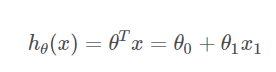 h_θ(x) = θ^T x = θ_0 + θ_1 x_1